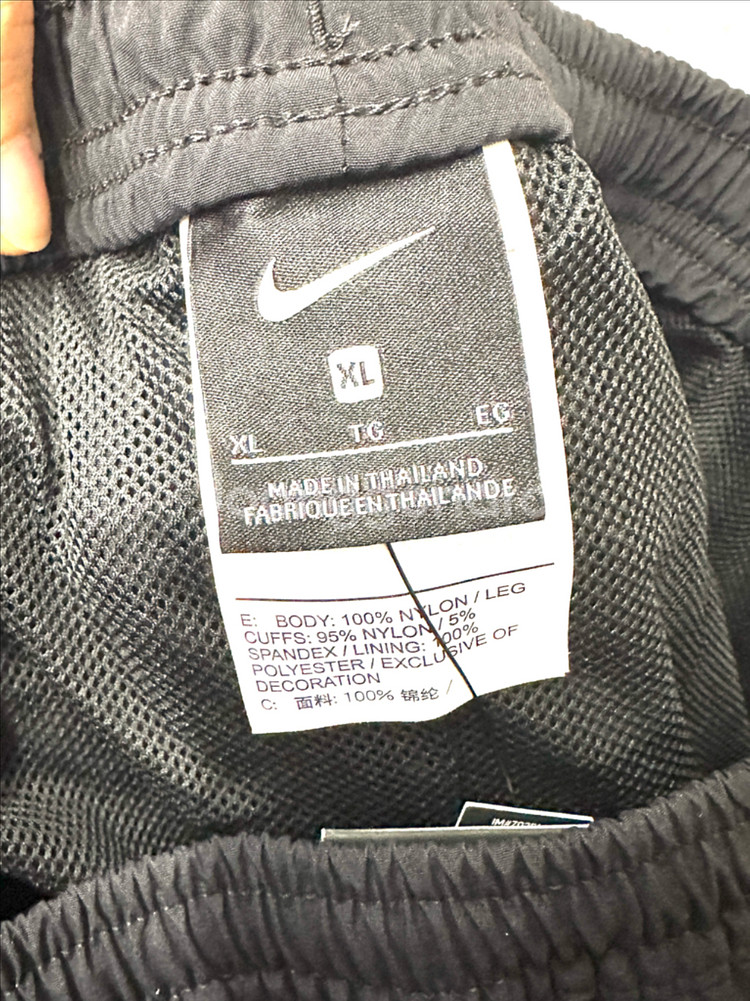 XL
XL TG EG
MADE IN THAILAND
FABRIQUE EN THAILANDE
E: BODY: 100% NYLON / LEG
CUFFS: 95% NYLON / 5%
SPANDEX / LINING: 100%
POLYESTER / EXCLUSIVE OF
DECORATION
C: 面料: 100% 锦纶 /